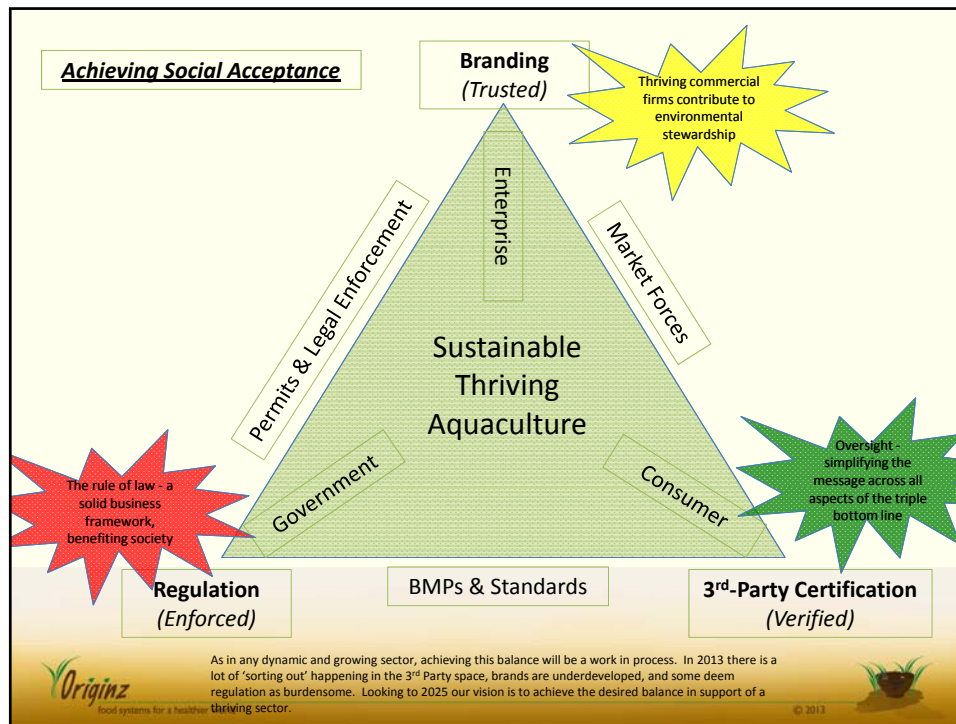 Achieving Social Acceptance
Branding
(Trusted)
Thriving commercial
firms contribute to
environmental
stewardship
Enterprise
Permits & Legal Enforcement
Market Forces
Sustainable
Thriving
Aquaculture
The rule of law - a
solid business
framework,
benefiting society
Government
Consumer
Oversight -
simplifying the
message across all
aspects of the triple
bottom line
Regulation
(Enforced)
BMPs & Standards
3rd-Party Certification
(Verified)
As in any dynamic and growing sector, achieving this balance will be a work in process. In 2013 there is a
lot of ‘sorting out’ happening in the 3rd Party space, brands are underdeveloped, and some deem
regulation as burdensome. Looking to 2025 our vision is to achieve the desired balance in support of a
thriving sector.
Originz
food systems for a healthier
© 2013